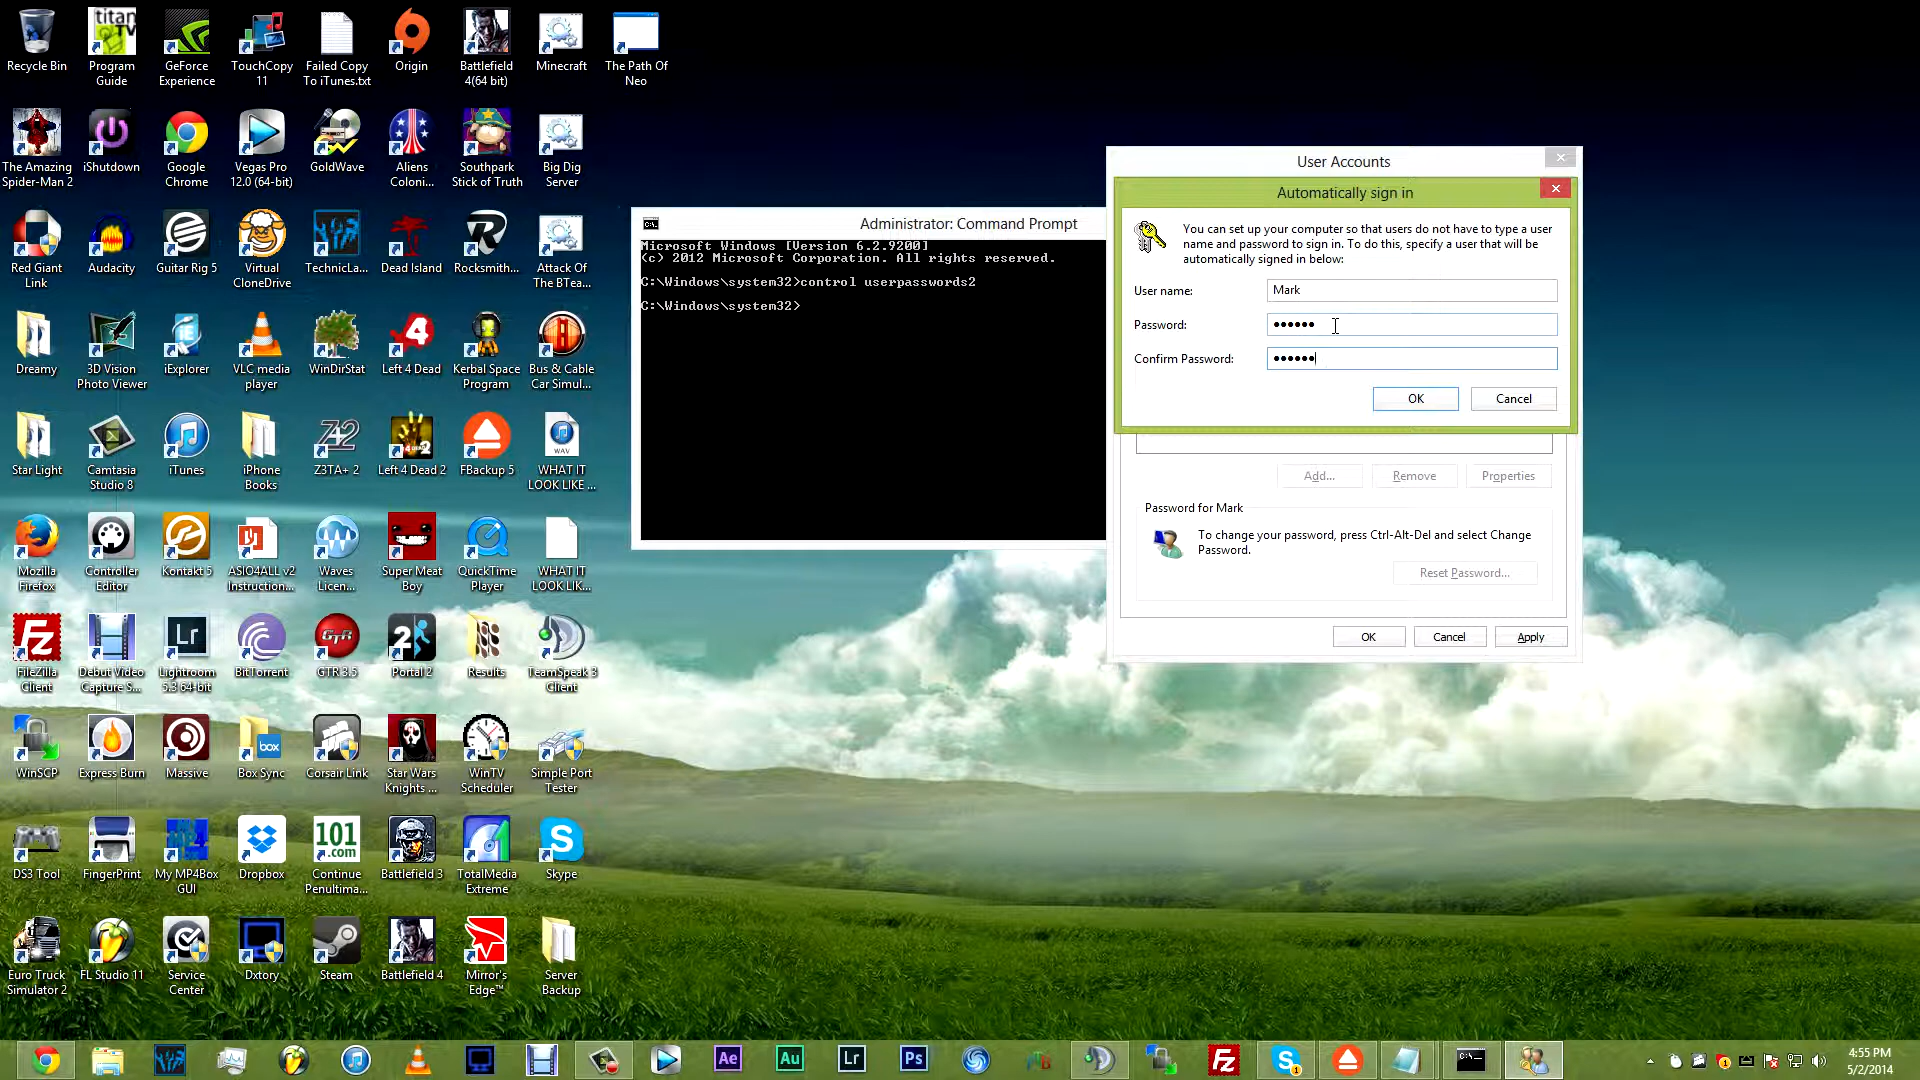 Recycle Bin
titan TV
Program Guide
GeForce Experience
TouchCopy 11
Failed Copy To iTunes.txt
Origin
Battlefield 4(64 bit)
Minecraft
The Path Of Neo
The Amazing Spider-Man 2
iShutdown
Google Chrome
Vegas Pro 12.0 (64-bit)
GoldWave
Aliens Coloni...
Southpark Stick of Truth
Big Dig Server
Red Giant Link
Audacity
Guitar Rig 5
Virtual CloneDrive
TechnicLa...
Dead Island
Rocksmith...
Attack Of The BTea...
Dreamy
3D Vision Photo Viewer
iExplorer
VLC media player
WinDirStat
Left 4 Dead
Kerbal Space Program
Bus & Cable Car Simul...
Star Light
Camtasia Studio 8
iTunes
iPhone Books
Z3TA+ 2
Left 4 Dead 2
FBackup 5
WAV
WHAT IT LOOK LIKE ...
Mozilla Firefox
Controller Editor
Kontakt 5
ASIO4ALL v2 Instruction...
Waves Licen...
Super Meat Boy
QuickTime Player
WHAT IT LOOK LIK...
Fz
FileZilla Client
Debut Video Capture S...
Lr
Lightroom 5.3 64-bit
BitTorrent
GTR
GTR 3.5
2
Portal 2
Results
TeamSpeak 3 Client
WinSCP
Express Burn
Massive
box
Box Sync
Corsair Link
Star Wars Knights ...
WinTV Scheduler
Simple Port Tester
DS3 Tool
FingerPrint
My MP4Box GUI
Dropbox
101 .com
Continue Penultima...
Battlefield 3
TotalMedia Extreme
Skype
Euro Truck Simulator 2
FL Studio 11
Service Center
Dxtory
Steam
Battlefield 4
Mirror's Edge™
Server Backup
Administrator: Command Prompt
Microsoft Windows [Version 6.2.9200]
(c) 2012 Microsoft Corporation. All rights reserved.
C:\Windows\system32>control userpasswords2
C:\Windows\system32>
User Accounts
Automatically sign in
You can set up your computer so that users do not have to type a user
name and password to sign in. To do this, specify a user that will be
automatically signed in below:
User name: Mark
Password: ••••••
Confirm Password: ••••••
OK Cancel
Add... Remove Properties
Password for Mark
To change your password, press Ctrl-Alt-Del and select Change
Password.
Reset Password...
OK Cancel Apply
Ae Au Lr Ps Fz
4:55 PM
5/2/2014